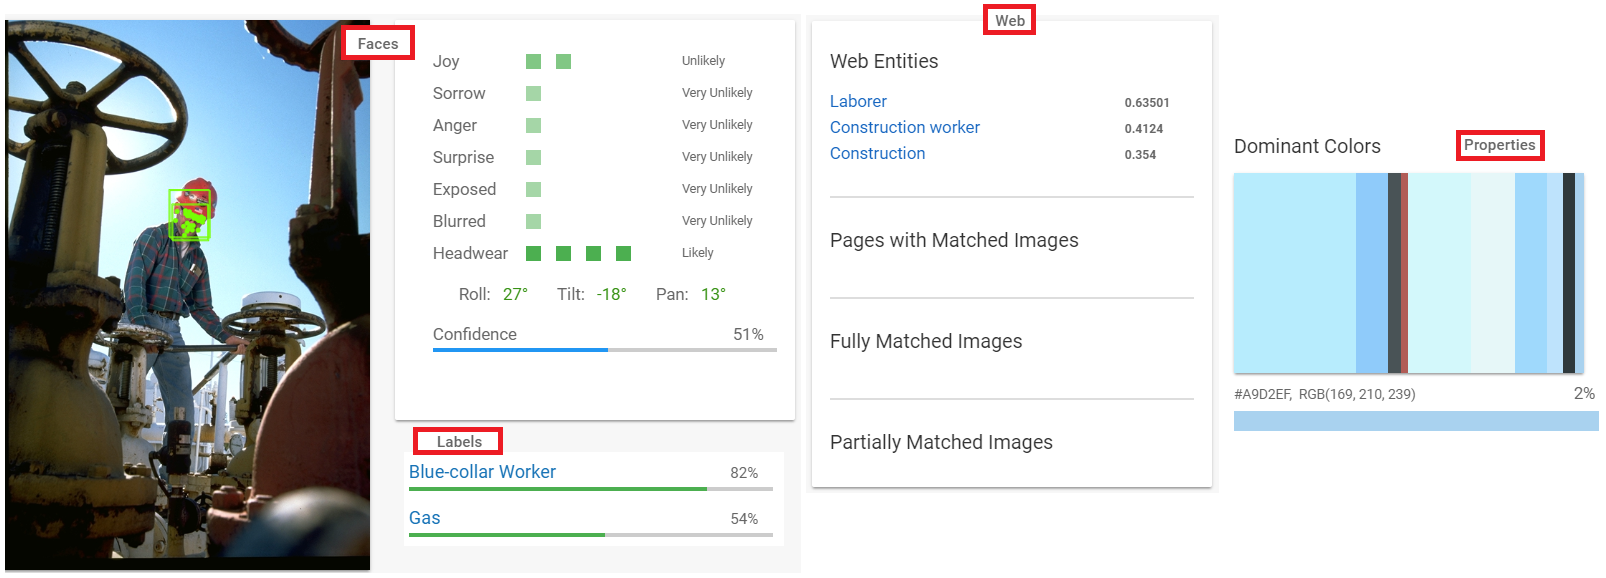 Faces
Joy Unlikely
Sorrow Very Unlikely
Anger Very Unlikely
Surprise Very Unlikely
Exposed Very Unlikely
Blurred Very Unlikely
Headwear Likely
Roll: 27° Tilt: -18° Pan: 13°
Confidence 51%
Labels
Blue-collar Worker 82%
Gas 54%
Web
Web Entities
Laborer 0.63501
Construction worker 0.4124
Construction 0.354
Pages with Matched Images
Fully Matched Images
Partially Matched Images
Dominant Colors Properties
#A9D2EF, RGB(169, 210, 239) 2%